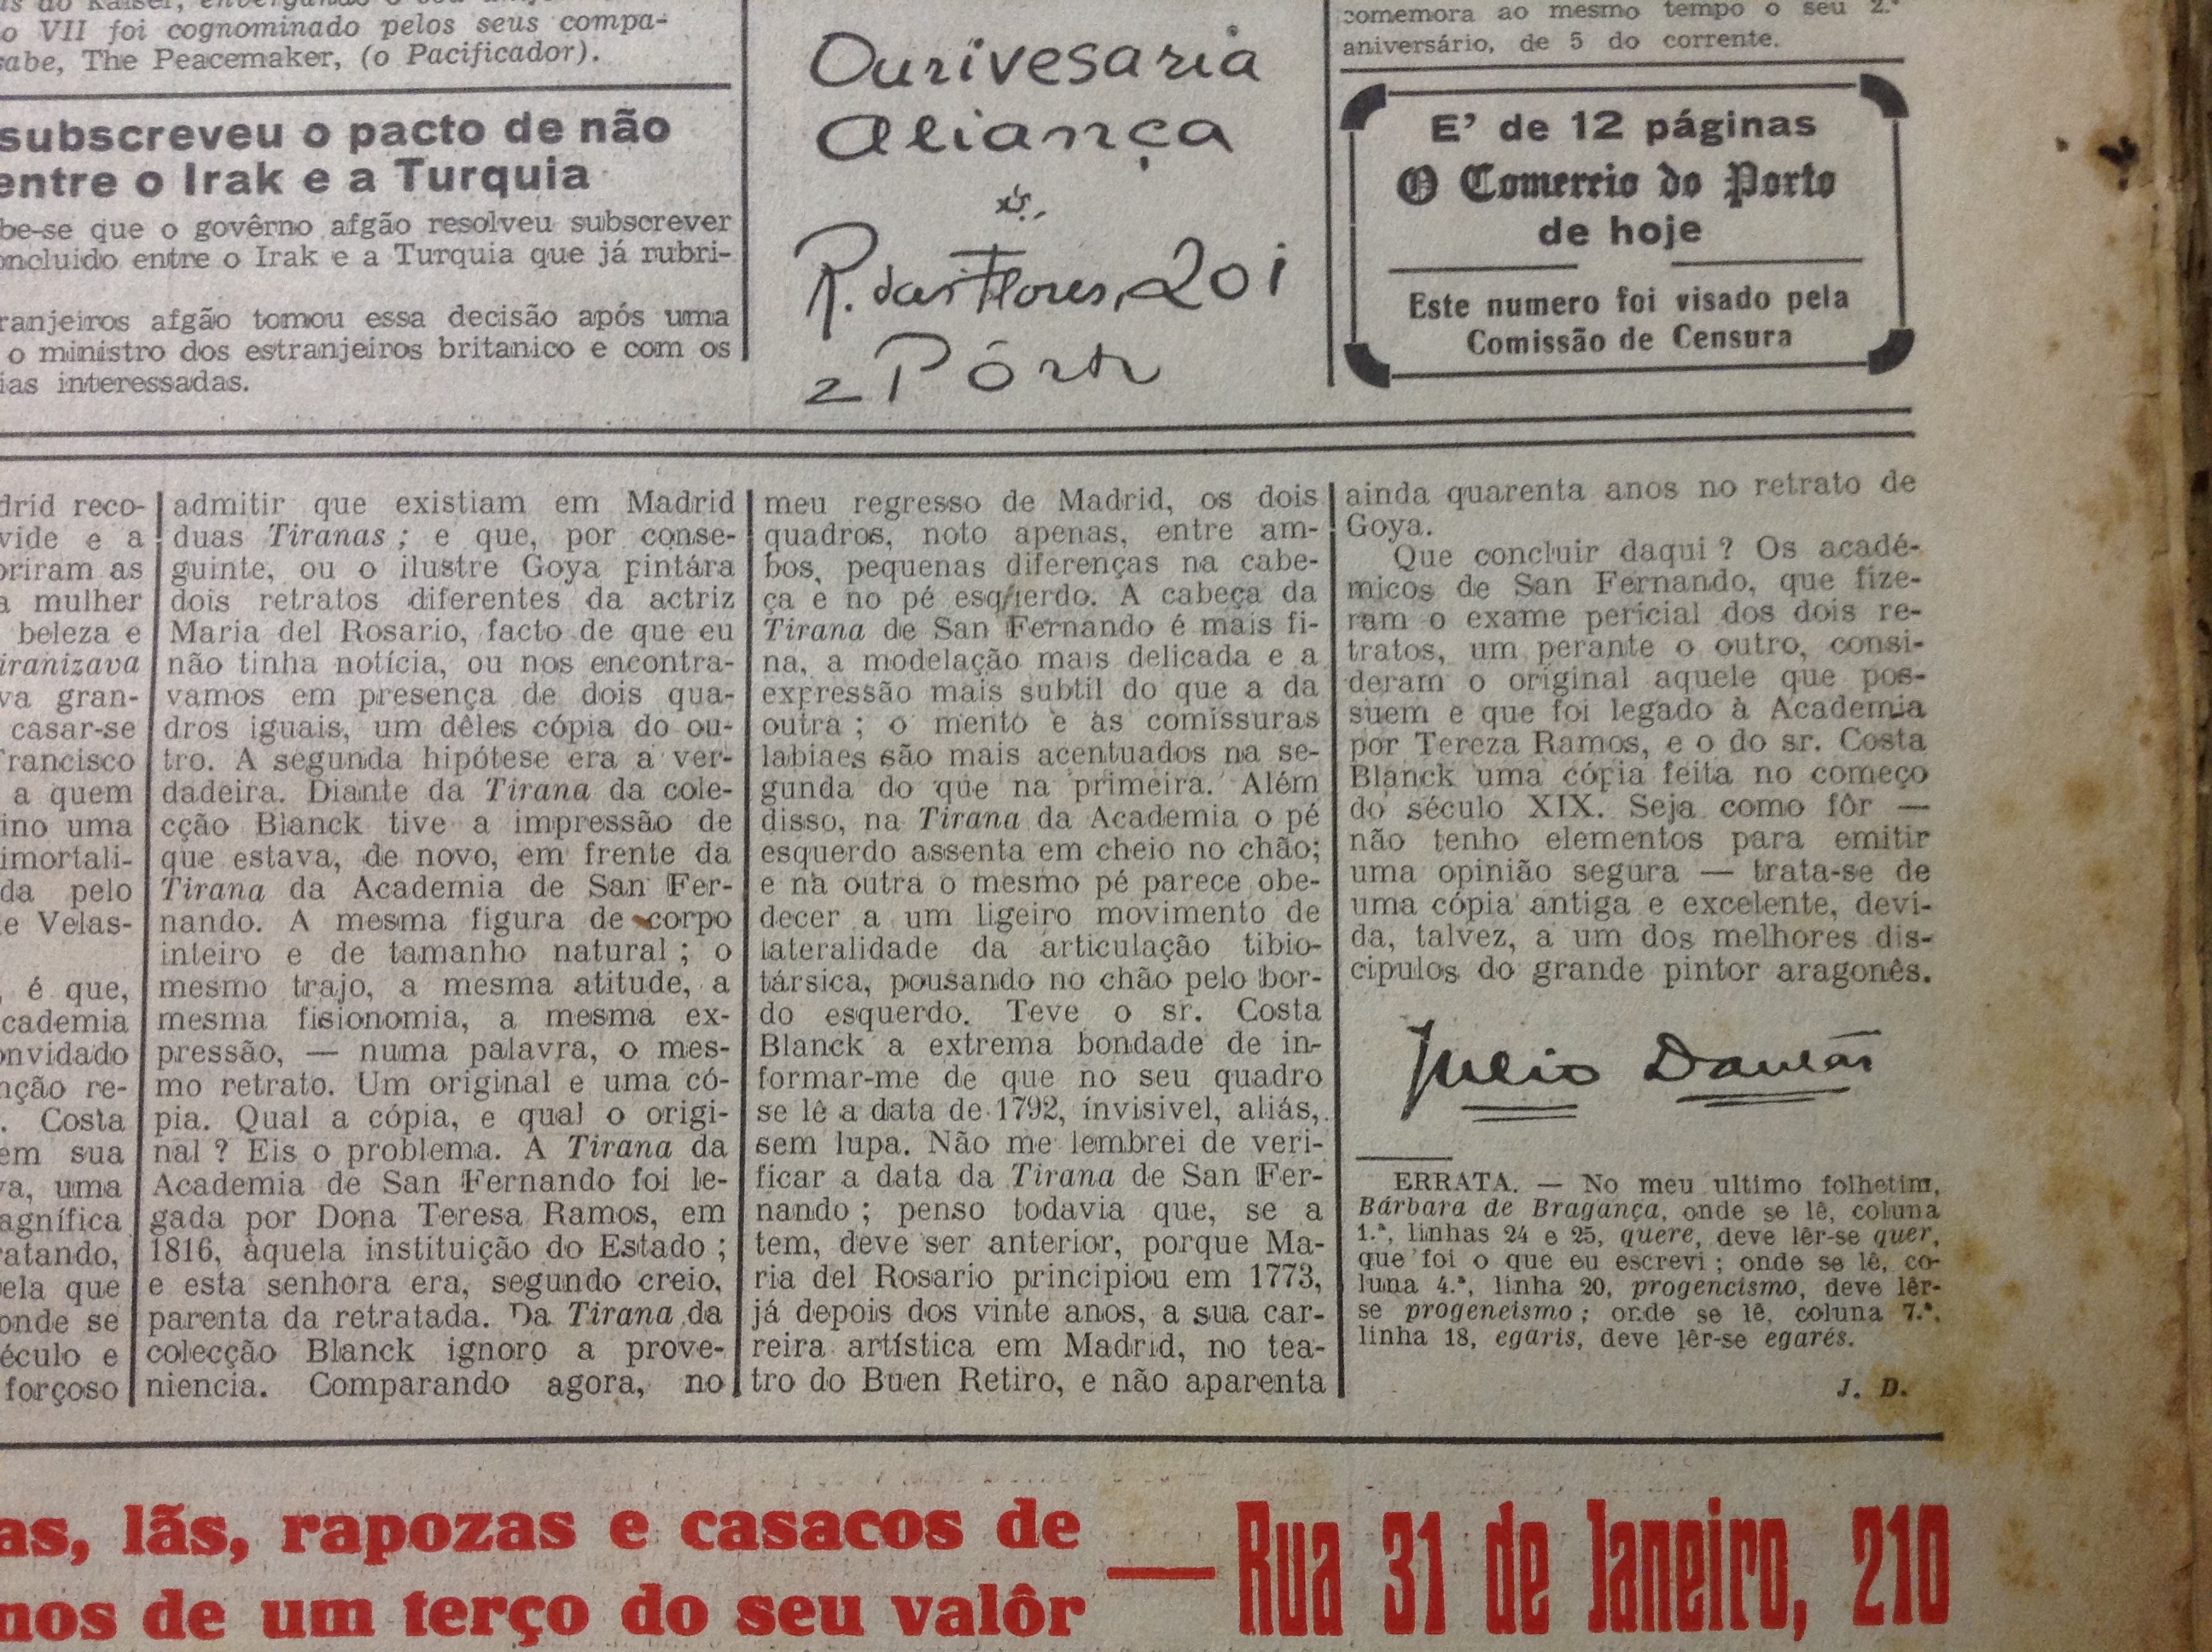 o VII foi cognominado pelos seus compa-
sabe, The Peacemaker, (o Pacificador).
subscreveu o pacto de não
entre o Irak e a Turquia
be-se que o govêrno afgão resolveu subscrever
oncluido entre o Irak e a Turquia que já rubri-
ranjeiros afgão tomou essa decisão após uma
o ministro dos estranjeiros britanico e com os
ias interessadas.
Ourivesaria
Aliança
R. das Flores, 201
Pôrto
comemora ao mesmo tempo o seu 2.º
aniversário, de 5 do corrente.
E' de 12 páginas
O Comercio do Porto
de hoje
Este numero foi visado pela
Comissão de Censura
drid reco-
vide e a
oriram as
a mulher
beleza e
iranizava
va gran-
casar-se
Francisco
a quem
ino uma
imortali-
da pelo
e Velas-
, é que,
cademia
onvidado
nção re-
. Costa
em sua
va, uma
agnífica
ratando,
ela que
onde se
éculo e
forçoso
admitir que existiam em Madrid
duas Tiranas ; e que, por conse-
guinte, ou o ilustre Goya pintára
dois retratos diferentes da actriz
Maria del Rosario, facto de que eu
não tinha notícia, ou nos encontra-
vamos em presença de dois qua-
dros iguais, um dêles cópia do ou-
tro. A segunda hipótese era a ver-
dadeira. Diante da Tirana da cole-
cção Blanck tive a impressão de
que estava, de novo, em frente da
Tirana da Academia de San Fer-
nando. A mesma figura de corpo
inteiro e de tamanho natural ; o
mesmo trajo, a mesma atitude, a
mesma fisionomia, a mesma ex-
pressão, — numa palavra, o mes-
mo retrato. Um original e uma có-
pia. Qual a cópia, e qual o origi-
nal ? Eis o problema. A Tirana da
Academia de San Fernando foi le-
gada por Dona Teresa Ramos, em
1816, àquela instituição do Estado ;
e esta senhora era, segundo creio,
parenta da retratada. Da Tirana da
colecção Blanck ignoro a prove-
niencia. Comparando agora, no
meu regresso de Madrid, os dois
quadros, noto apenas, entre am-
bos, pequenas diferenças na cabe-
ça e no pé esquerdo. A cabeça da
Tirana de San Fernando é mais fi-
na, a modelação mais delicada e a
expressão mais subtil do que a da
outra ; o mento e as comissuras
labiaes são mais acentuados na se-
gunda do que na primeira. Além
disso, na Tirana da Academia o pé
esquerdo assenta em cheio no chão;
e na outra o mesmo pé parece obe-
decer a um ligeiro movimento de
lateralidade da articulação tibio-
társica, pousando no chão pelo bor-
do esquerdo. Teve o sr. Costa
Blanck a extrema bondade de in-
formar-me de que no seu quadro
se lê a data de 1792, invisivel, aliás,
sem lupa. Não me lembrei de veri-
ficar a data da Tirana de San Fer-
nando ; penso todavia que, se a
tem, deve ser anterior, porque Ma-
ria del Rosario principiou em 1773,
já depois dos vinte anos, a sua car-
reira artística em Madrid, no tea-
tro do Buen Retiro, e não aparenta
ainda quarenta anos no retrato de
Goya.
Que concluir daqui ? Os acadé-
micos de San Fernando, que fize-
ram o exame pericial dos dois re-
tratos, um perante o outro, consi-
deram o original aquele que pos-
suem e que foi legado à Academia
por Tereza Ramos, e o do sr. Costa
Blanck uma cópia feita no começo
do século XIX. Seja como fôr —
não tenho elementos para emitir
uma opinião segura — trata-se de
uma cópia antiga e excelente, devi-
da, talvez, a um dos melhores dis-
cipulos do grande pintor aragonês.
Julio Dantas
ERRATA. — No meu ultimo folhetim,
Bárbara de Bragança, onde se lê, coluna
1.ª, linhas 24 e 25, quere, deve lêr-se quer,
que foi o que eu escrevi ; onde se lê, co-
luna 4.ª, linha 20, progencismo, deve lêr-
se progeneismo ; onde se lê, coluna 7.ª,
linha 18, egaris, deve lêr-se egarés.
J. D.
as, lãs, rapozas e casacos de
nos de um terço do seu valôr
— Rua 31 de Janeiro, 210